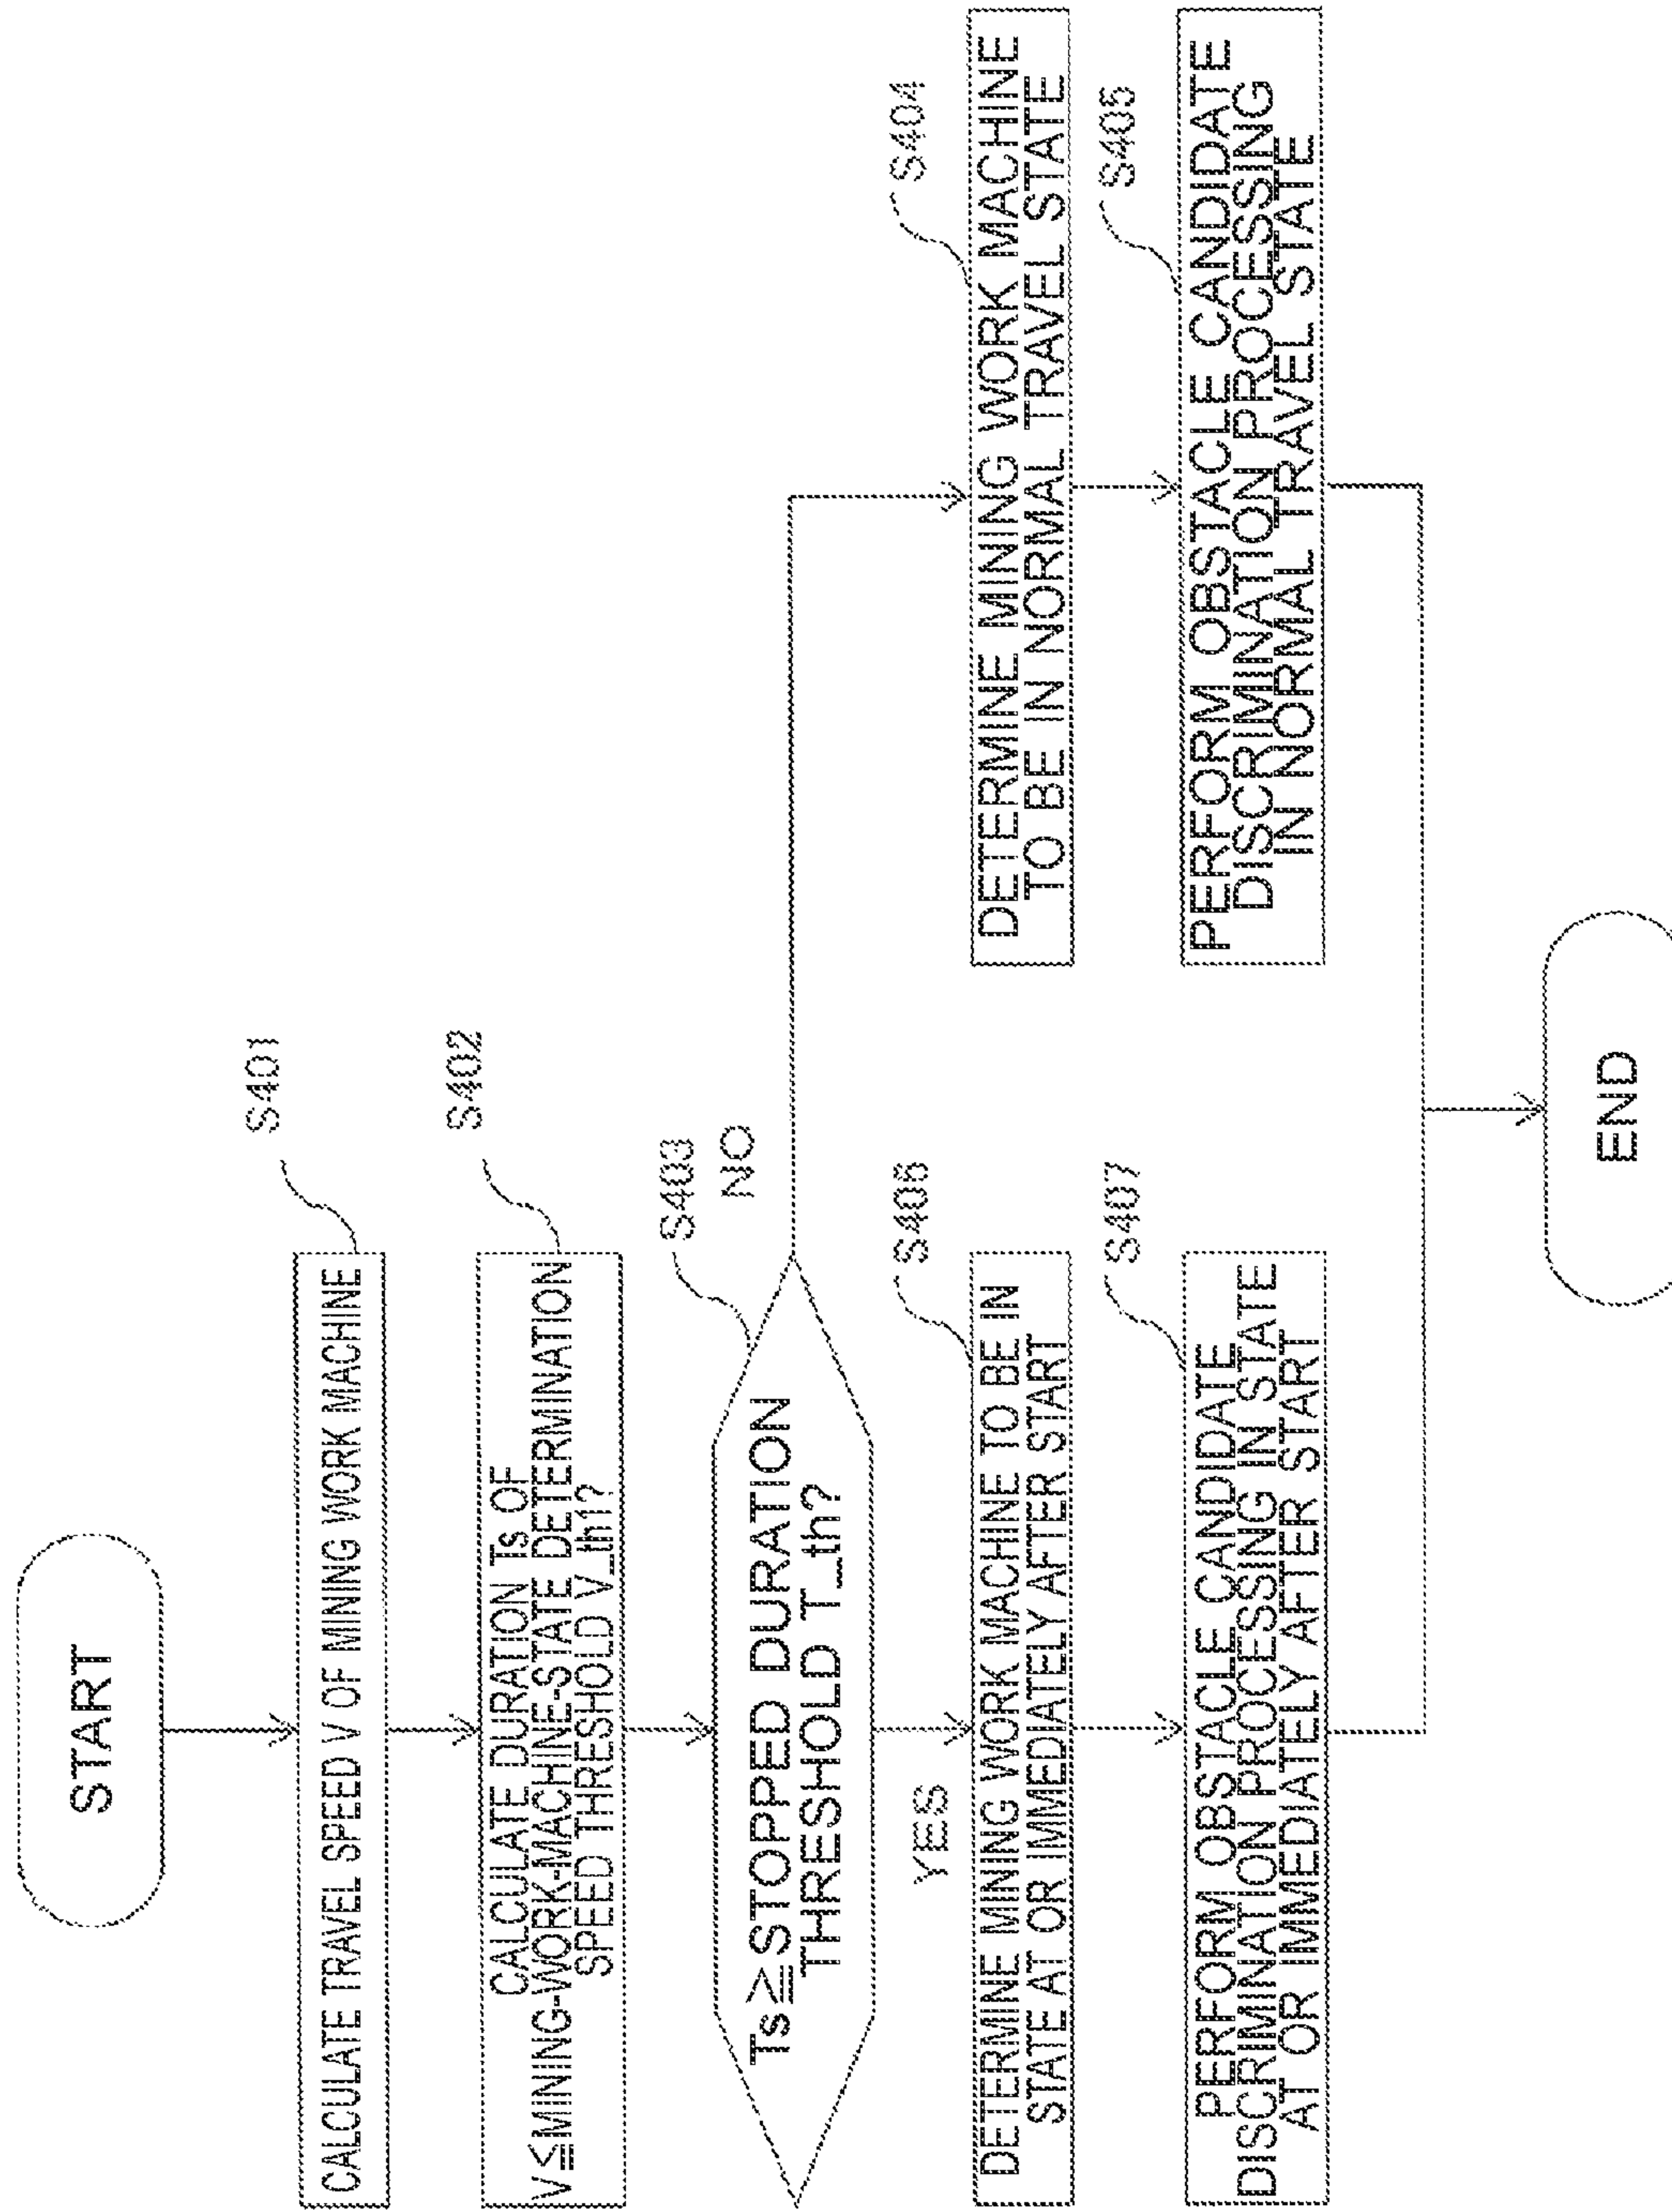 START
S401
CALCULATE TRAVEL SPEED V OF MINING WORK MACHINE
S402
CALCULATE DURATION Ts OF
V≦MINING-WORK-MACHINE-STATE DETERMINATION
SPEED THRESHOLD V_th1?
S403
Ts≧STOPPED DURATION
THRESHOLD T_th?
NO
YES
S404
DETERMINE MINING WORK MACHINE
TO BE IN NORMAL TRAVEL STATE
S405
PERFORM OBSTACLE CANDIDATE
DISCRIMINATION PROCESSING
IN NORMAL TRAVEL STATE
S406
DETERMINE MINING WORK MACHINE TO BE IN
STATE AT OR IMMEDIATELY AFTER START
S407
PERFORM OBSTACLE CANDIDATE
DISCRIMINATION PROCESSING IN STATE
AT OR IMMEDIATELY AFTER START
END